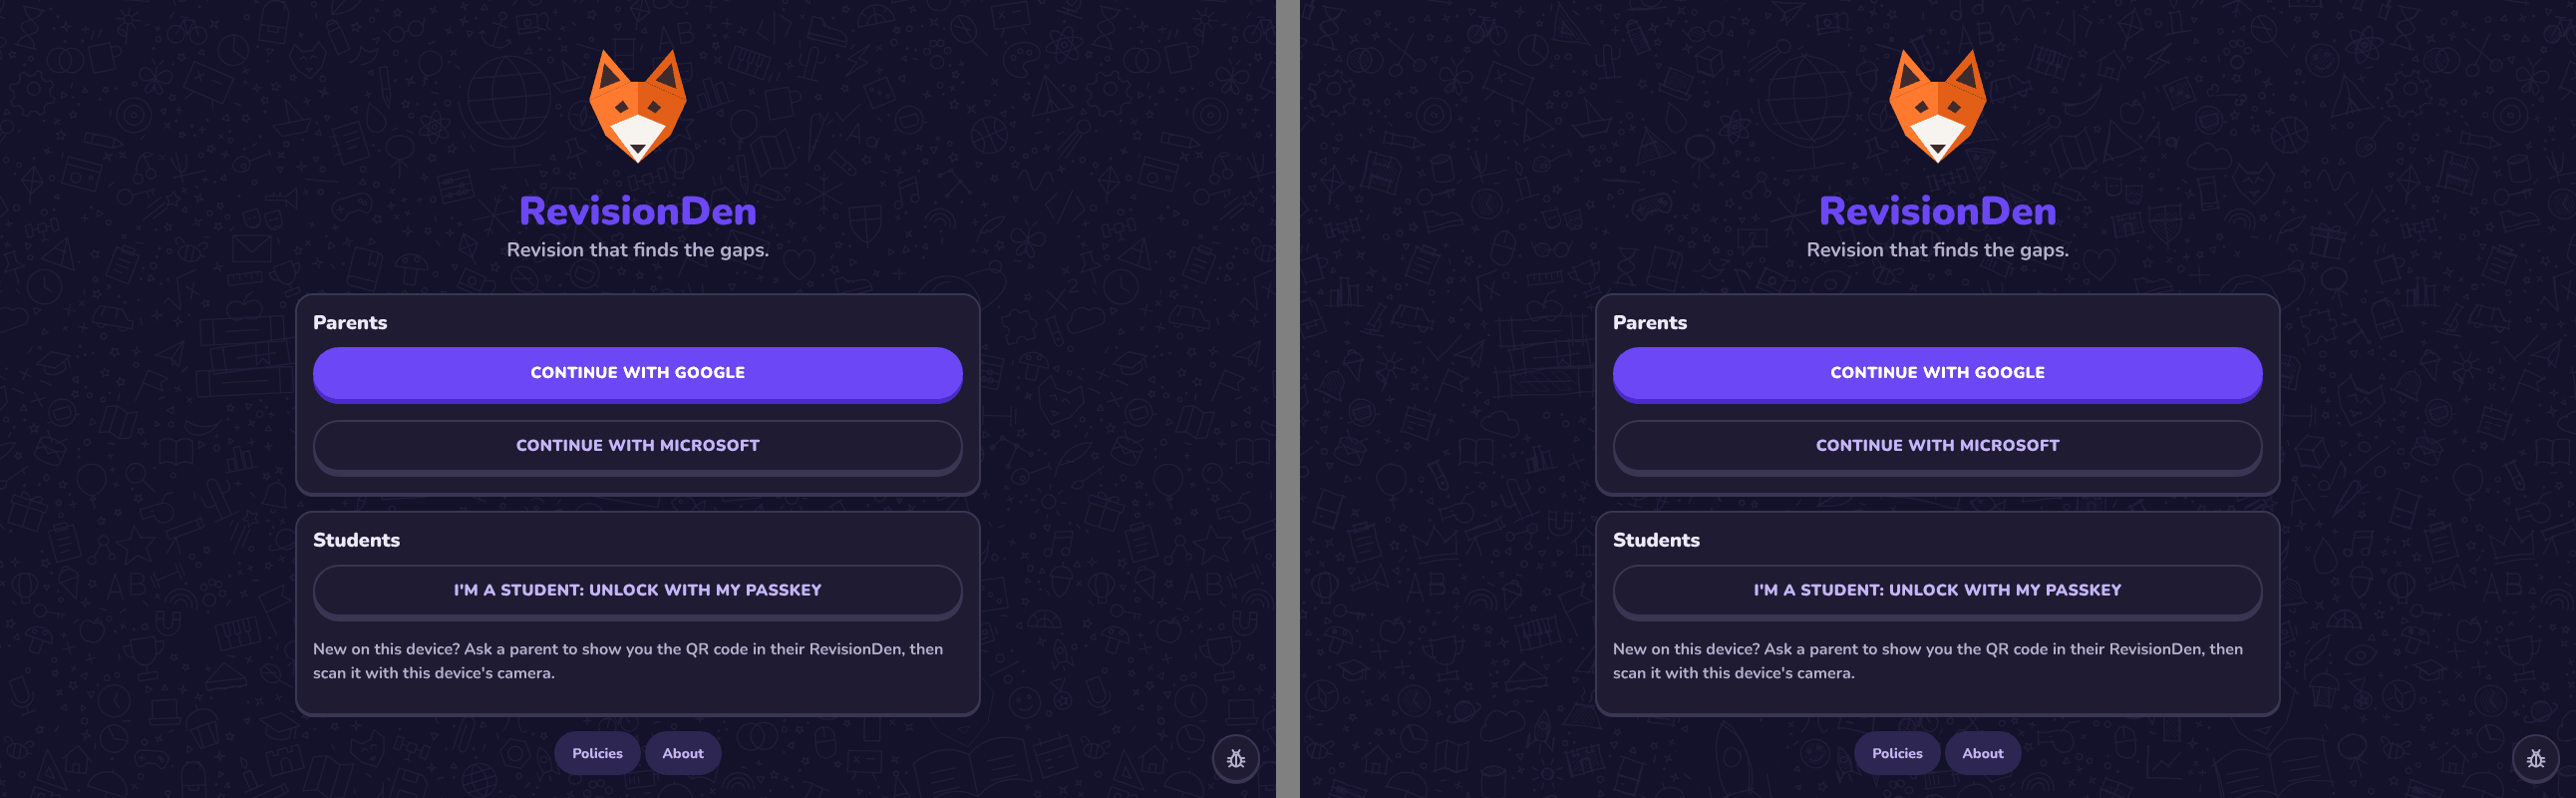 RevisionDen
Revision that finds the gaps.
Parents
CONTINUE WITH GOOGLE
CONTINUE WITH MICROSOFT
Students
I'M A STUDENT: UNLOCK WITH MY PASSKEY
New on this device? Ask a parent to show you the QR code in their RevisionDen, then
scan it with this device's camera.
Policies
About
RevisionDen
Revision that finds the gaps.
Parents
CONTINUE WITH GOOGLE
CONTINUE WITH MICROSOFT
Students
I'M A STUDENT: UNLOCK WITH MY PASSKEY
New on this device? Ask a parent to show you the QR code in their RevisionDen, then
scan it with this device's camera.
Policies
About